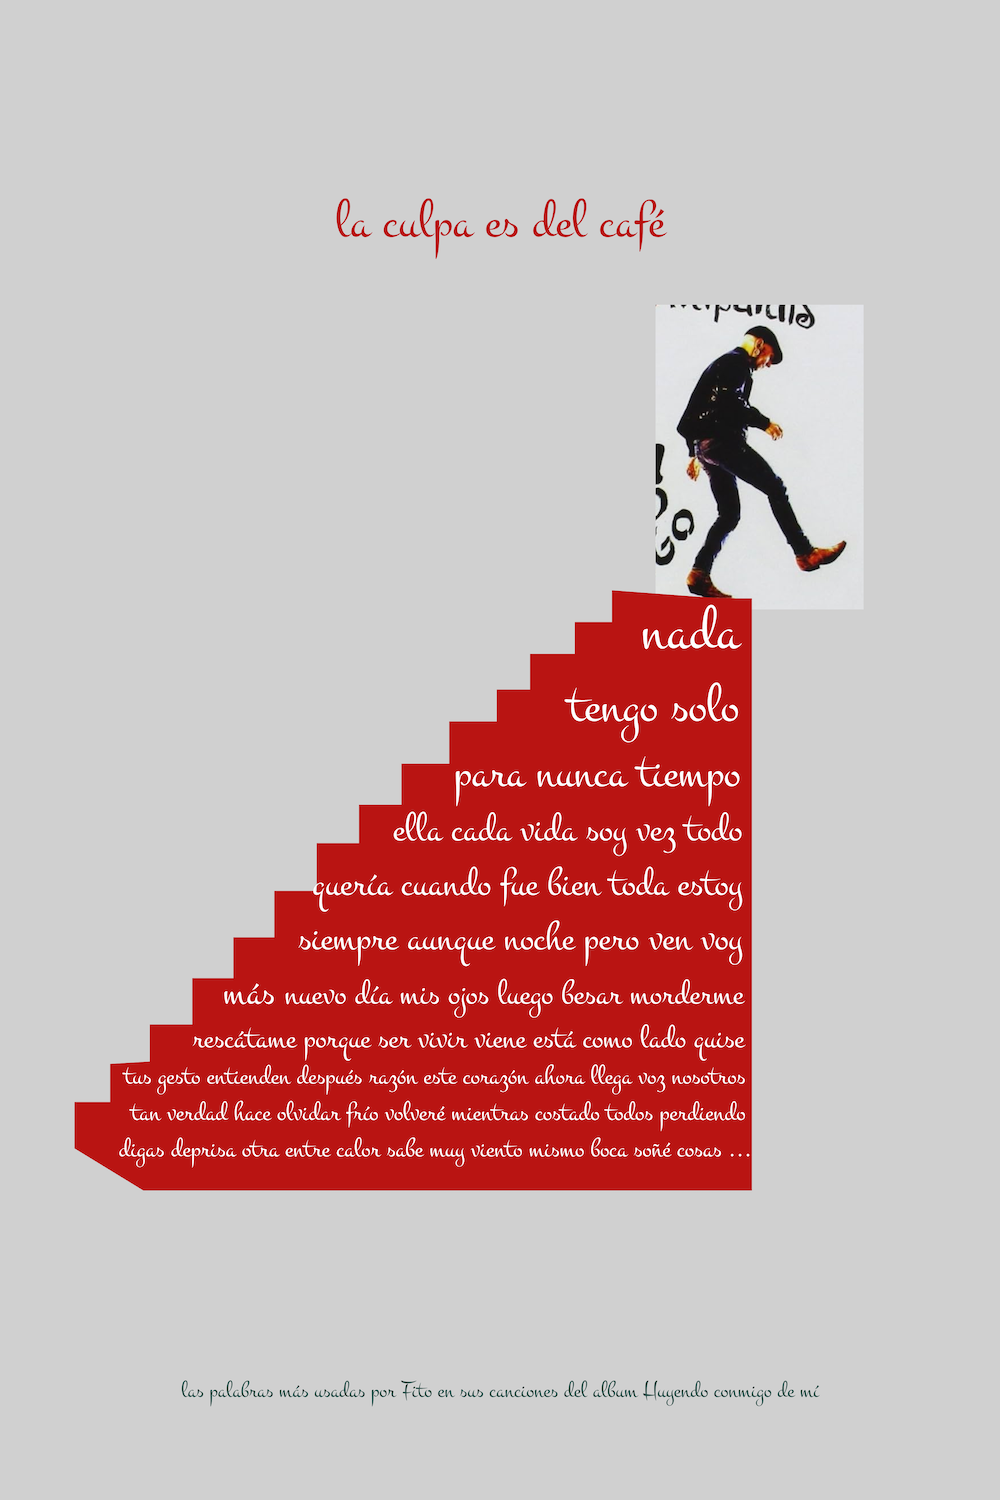 la culpa es del café
nada
tengo solo
para nunca tiempo
ella cada vida soy vez todo
quería cuando fue bien toda estoy
siempre aunque noche pero ven voy
más nuevo día mis ojos luego besar morderme
rescátame porque ser vivir viene está como lado quise
tus gesto entienden después razón este corazón ahora llega voz nosotros
tan verdad hace olvidar frío volveré mientras costado todos perdiendo
digas deprisa otra entre calor sabe muy viento mismo boca soñé cosas ...
las palabras más usadas por Fito en sus canciones del album Huyendo conmigo de mí